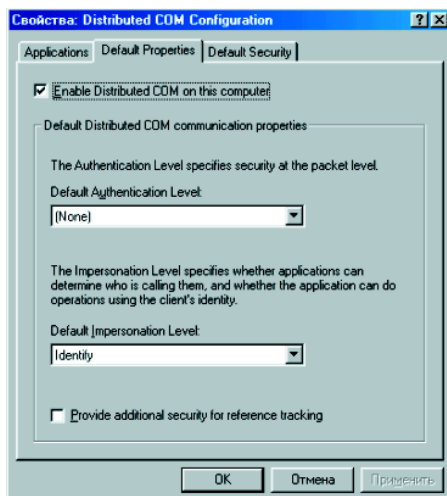 Свойства: Distributed COM Configuration
Applications
Default Properties
Default Security
Enable Distributed COM on this computer
Default Distributed COM communication properties
The Authentication Level specifies security at the packet level.
Default Authentication Level:
(None)
The Impersonation Level specifies whether applications can
determine who is calling them, and whether the application can do
operations using the client's identity.
Default Impersonation Level:
Identify
Provide additional security for reference tracking
OK
Отмена
Применить